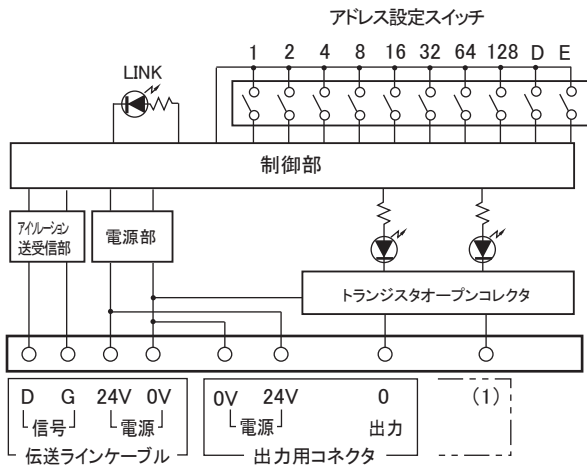 アドレス設定スイッチ
1 2 4 8 16 32 64 128 D E
LINK
制御部
アイソレーション
送受信部
電源部
トランジスタオープンコレクタ
D G 24V 0V 0V 24V 0 (1)
信号 電源 電源 出力
伝送ラインケーブル 出力用コネクタ